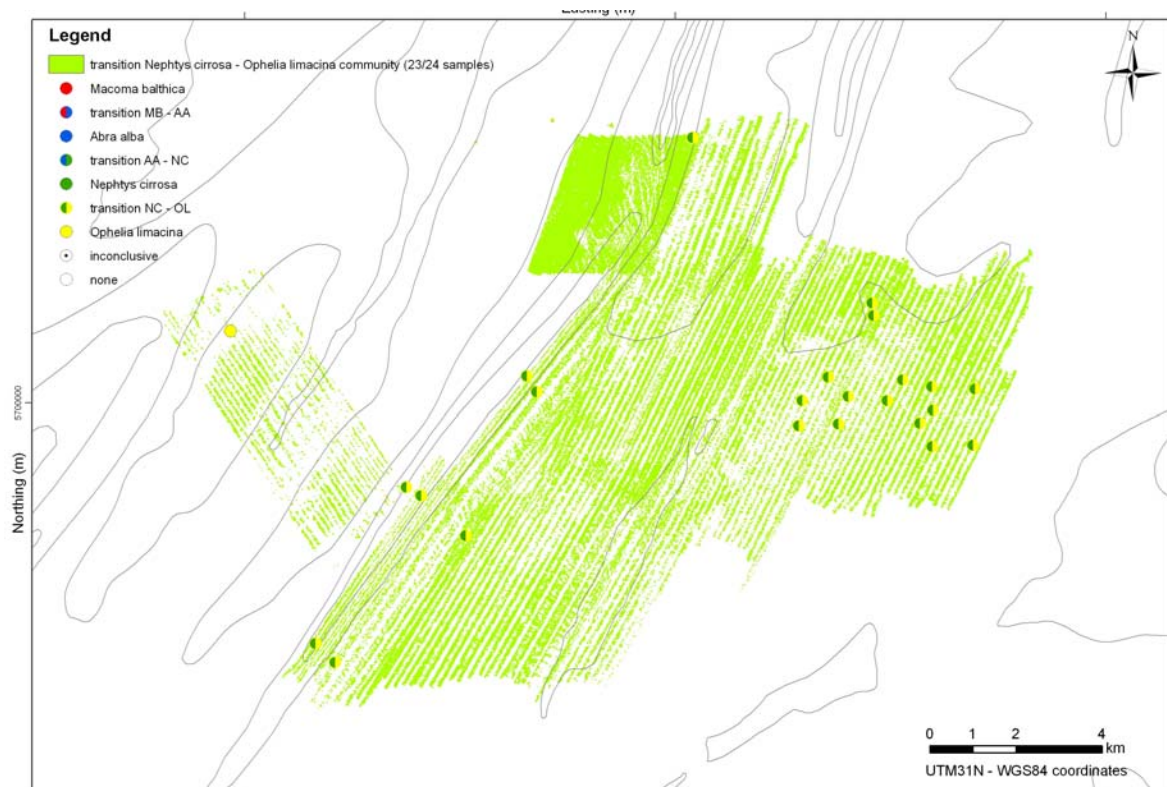 Easting (m)
Legend
N
transition Nephtys cirrosa - Ophelia limacina community (23/24 samples)
Macoma balthica
transition MB - AA
Abra alba
transition AA - NC
Nephtys cirrosa
transition NC - OL
Ophelia limacina
inconclusive
none
5700000
Northing (m)
0 1 2 4
km
UTM31N - WGS84 coordinates